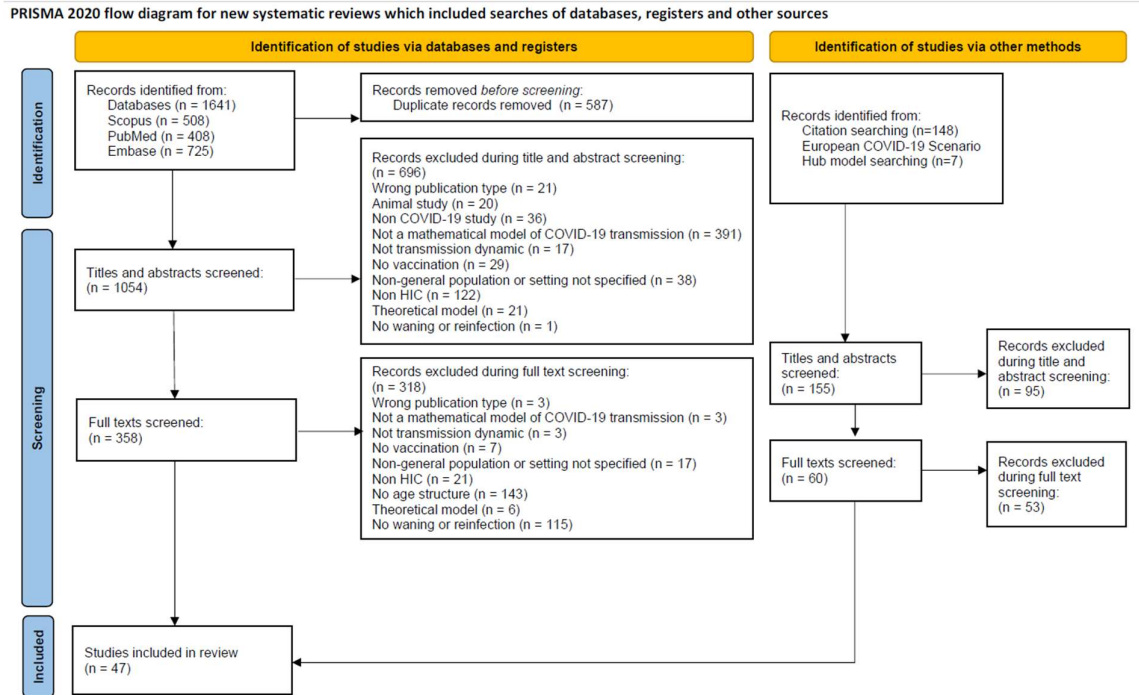 PRISMA 2020 flow diagram for new systematic reviews which included searches of databases, registers and other sources
Identification of studies via databases and registers
Identification of studies via other methods
Identification
Records identified from:
Databases (n = 1641)
Scopus (n = 508)
PubMed (n = 408)
Embase (n = 725)
Records removed before screening:
Duplicate records removed (n = 587)
Records identified from:
Citation searching (n=148)
European COVID-19 Scenario
Hub model searching (n=7)
Records excluded during title and abstract screening:
(n = 696)
Wrong publication type (n = 21)
Animal study (n = 20)
Non COVID-19 study (n = 36)
Not a mathematical model of COVID-19 transmission (n = 391)
Not transmission dynamic (n = 17)
No vaccination (n = 29)
Non-general population or setting not specified (n = 38)
Non HIC (n = 122)
Theoretical model (n = 21)
No waning or reinfection (n = 1)
Screening
Titles and abstracts screened:
(n = 1054)
Titles and abstracts
screened:
(n = 155)
Records excluded
during title and
abstract screening:
(n = 95)
Full texts screened:
(n = 358)
Records excluded during full text screening:
(n = 318)
Wrong publication type (n = 3)
Not a mathematical model of COVID-19 transmission (n = 3)
Not transmission dynamic (n = 3)
No vaccination (n = 7)
Non-general population or setting not specified (n = 17)
Non HIC (n = 21)
No age structure (n = 143)
Theoretical model (n = 6)
No waning or reinfection (n = 115)
Full texts screened:
(n = 60)
Records excluded
during full text
screening:
(n = 53)
Included
Studies included in review
(n = 47)